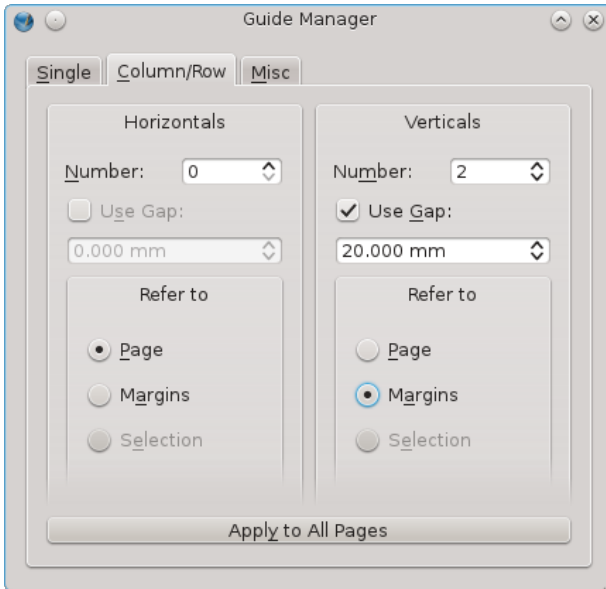 Guide Manager
Single Column/Row Misc
Horizontals
Number: 0
Use Gap:
0.000 mm
Refer to
Page
Margins
Selection
Verticals
Number: 2
Use Gap:
20.000 mm
Refer to
Page
Margins
Selection
Apply to All Pages